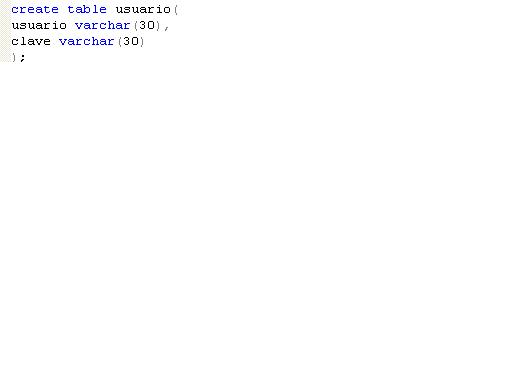 create table usuario(
usuario varchar(30),
clave varchar(30)
);